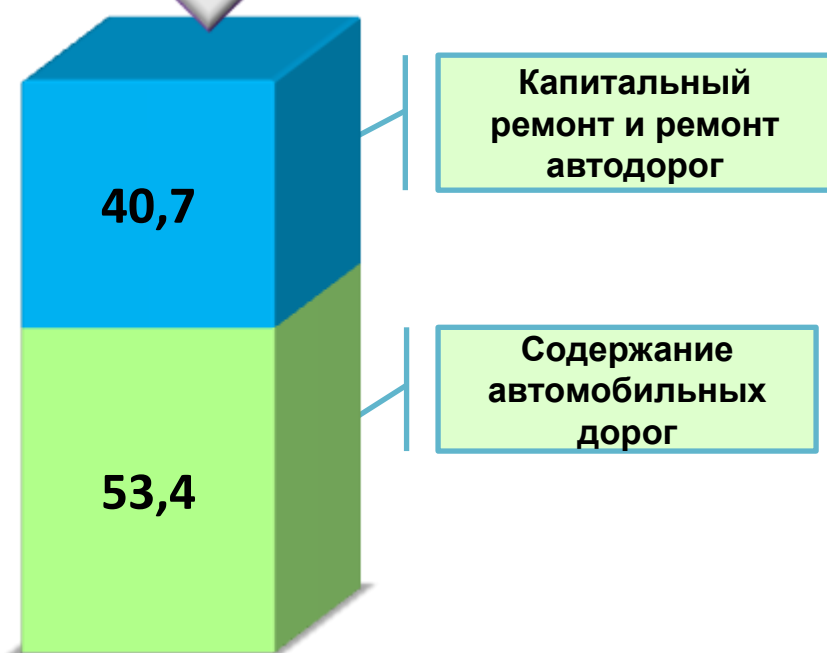 40,7
Капитальный
ремонт и ремонт
автодорог
53,4
Содержание
автомобильных
дорог